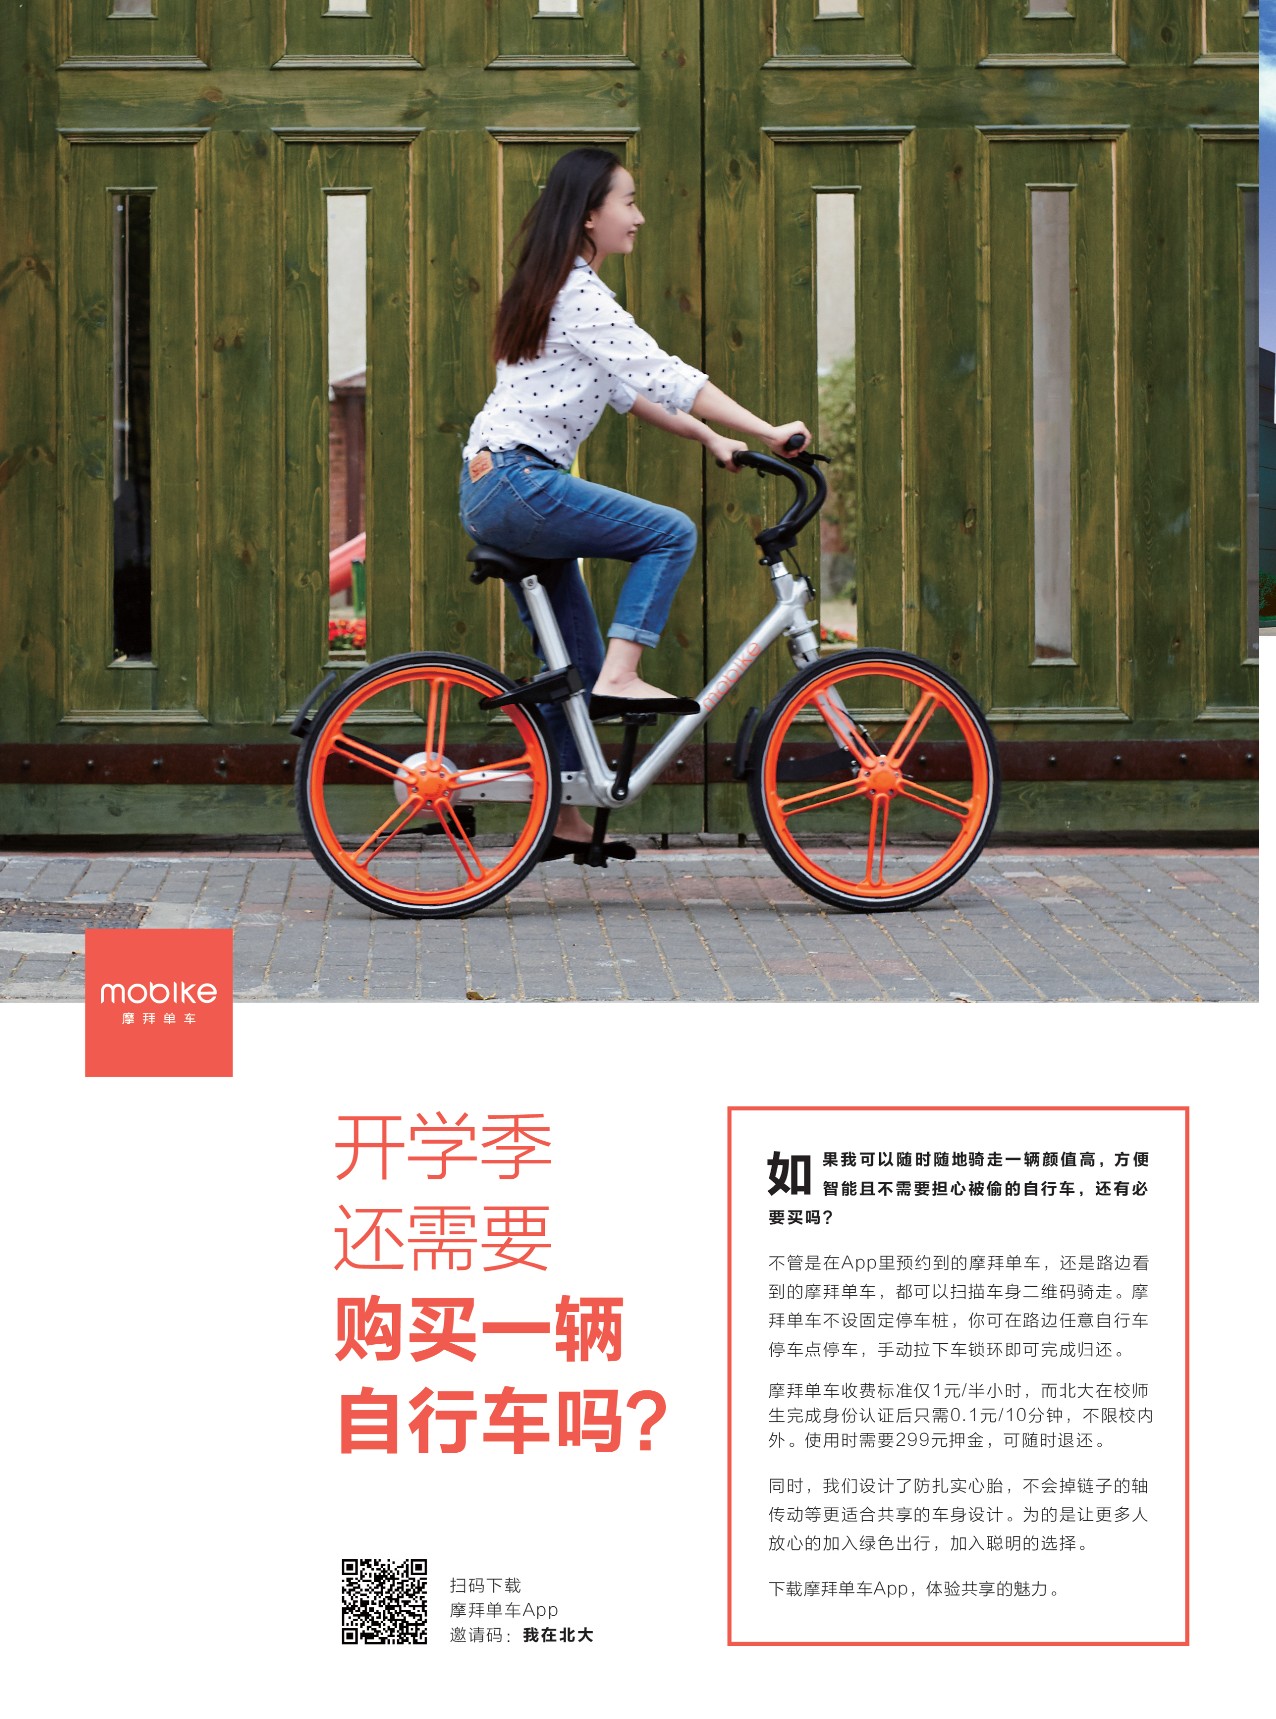 mobike
mobike
摩拜单车
开学季
还需要
购买一辆
自行车吗?
扫码下载
摩拜单车App
邀请码：我在北大
如果我可以随时随地骑走一辆颜值高，方便
智能且不需要担心被偷的自行车，还有必
要买吗?
不管是在App里预约到的摩拜单车，还是路边看
到的摩拜单车，都可以扫描车身二维码骑走。摩
拜单车不设固定停车桩，你可在路边任意自行车
停车点停车，手动拉下车锁环即可完成归还。
摩拜单车收费标准仅1元/半小时，而北大在校师
生完成身份认证后只需0.1元/10分钟，不限校内
外。使用时需要299元押金，可随时退还。
同时，我们设计了防扎实心胎，不会掉链子的轴
传动等更适合共享的车身设计。为的是让更多人
放心的加入绿色出行，加入聪明的选择。
下载摩拜单车App，体验共享的魅力。